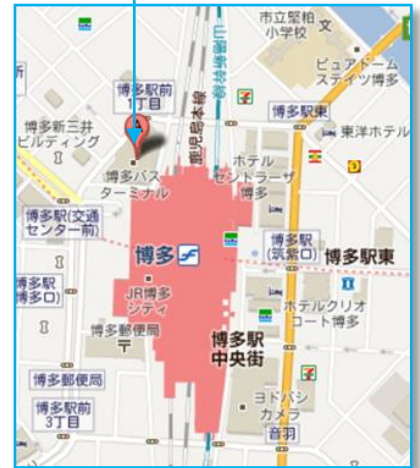 市立堅粕
小学校
文
ピュアドーム
ステイツ博多
博多駅前
1丁目
博多駅東
鹿児島本線
博多新三井
ビルディング
東洋ホテル
博多バス
ターミナル
ホテル
セントラーザ
博多
博多駅(交通
センター前)
博多
博多駅
(筑紫口)
博多駅東
博多駅
博多口)
JR博多
シティ
ホテルクリオ
コート博多
博多郵便局
〒
博多駅
中央街
博多郵便局
ヨドバシ
カメラ
博多駅前
3丁目
音羽